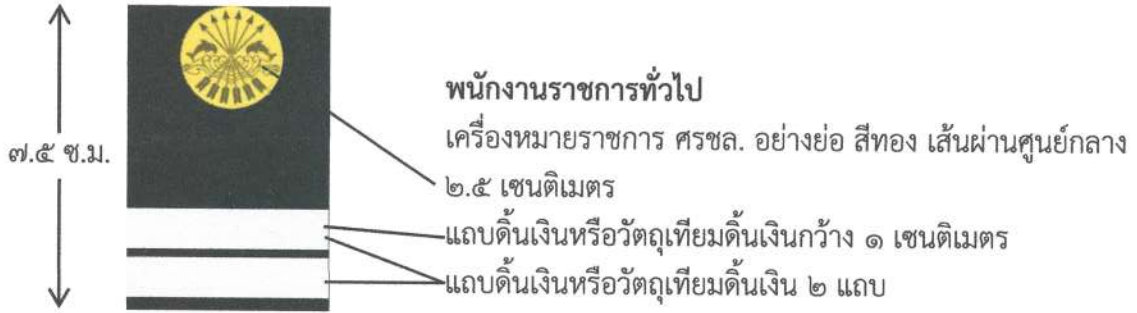 พนักงานราชการทั่วไป
เครื่องหมายราชการ ศรชล. อย่างย่อ สีทอง เส้นผ่านศูนย์กลาง
๒.๕ เซนติเมตร
๗.๕ ซ.ม.
แถบดิ้นเงินหรือวัตถุเทียมดิ้นเงินกว้าง ๑ เซนติเมตร
แถบดิ้นเงินหรือวัตถุเทียมดิ้นเงิน ๒ แถบ